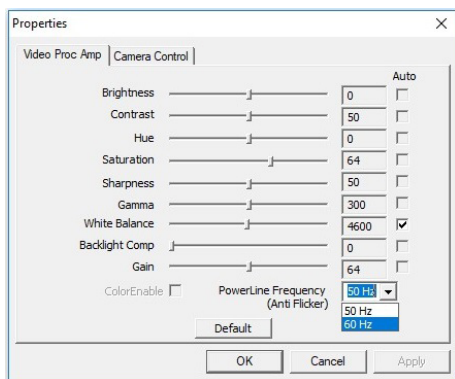 Properties
Video Proc Amp Camera Control
Auto
Brightness 0
Contrast 50
Hue 0
Saturation 64
Sharpness 50
Gamma 300
White Balance 4600
Backlight Comp 0
Gain 64
ColorEnable PowerLine Frequency 50 Hz
(Anti Flicker)
50 Hz
60 Hz
Default
OK Cancel Apply